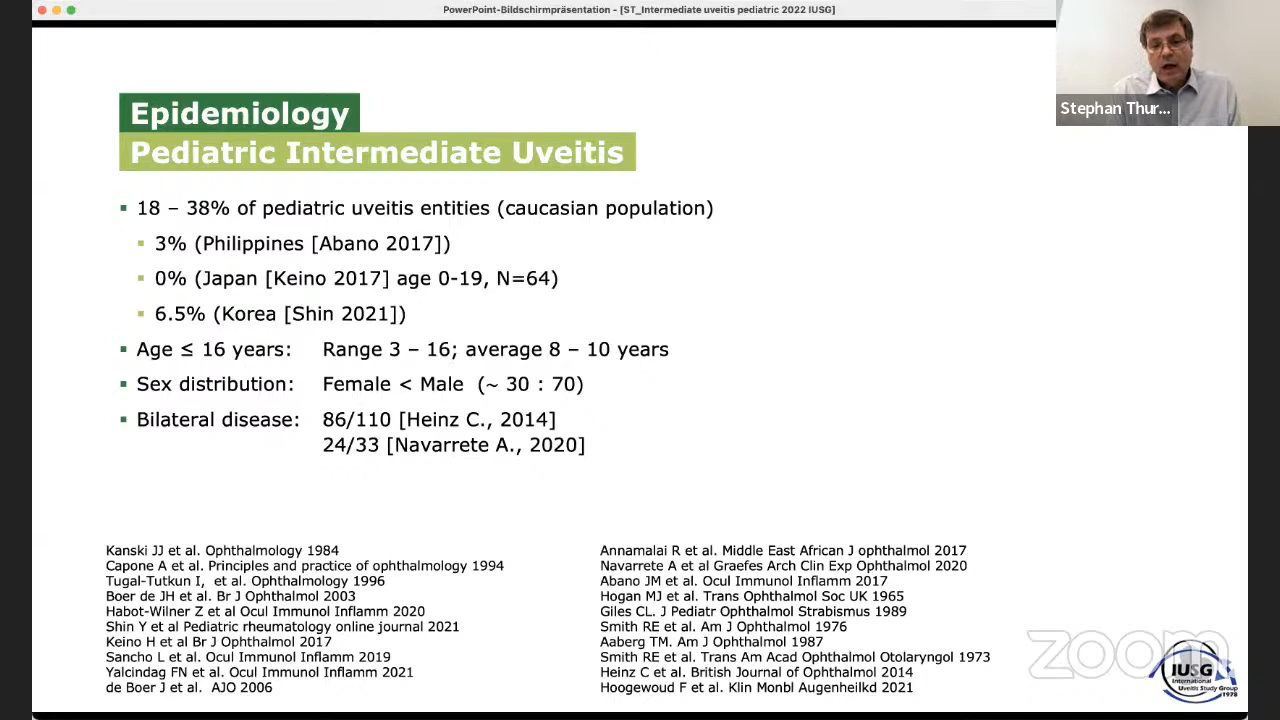 PowerPoint-Bildschirmpräsentation - [ST_Intermediate uveitis pediatric 2022 IUSG]
Stephan Thur...
Epidemiology
Pediatric Intermediate Uveitis
18 – 38% of pediatric uveitis entities (caucasian population)
3% (Philippines [Abano 2017])
0% (Japan [Keino 2017] age 0-19, N=64)
6.5% (Korea [Shin 2021])
Age ≤ 16 years: Range 3 – 16; average 8 – 10 years
Sex distribution: Female < Male (~ 30 : 70)
Bilateral disease: 86/110 [Heinz C., 2014]
24/33 [Navarrete A., 2020]
Kanski JJ et al. Ophthalmology 1984
Capone A et al. Principles and practice of ophthalmology 1994
Tugal-Tutkun I, et al. Ophthalmology 1996
Boer de JH et al. Br J Ophthalmol 2003
Habot-Wilner Z et al Ocul Immunol Inflamm 2020
Shin Y et al Pediatric rheumatology online journal 2021
Keino H et al Br J Ophthalmol 2017
Sancho L et al. Ocul Immunol Inflamm 2019
Yalcindag FN et al. Ocul Immunol Inflamm 2021
de Boer J et al. AJO 2006
Annamalai R et al. Middle East African J ophthalmol 2017
Navarrete A et al Graefes Arch Clin Exp Ophthalmol 2020
Abano JM et al. Ocul Immunol Inflamm 2017
Hogan MJ et al. Trans Ophthalmol Soc UK 1965
Giles CL. J Pediatr Ophthalmol Strabismus 1989
Smith RE et al. Am J Ophthalmol 1976
Aaberg TM. Am J Ophthalmol 1987
Smith RE et al. Trans Am Acad Ophthalmol Otolaryngol 1973
Heinz C et al. British Journal of Ophthalmol 2014
Hoogewoud F et al. Klin Monbl Augenheilkd 2021
zoom
IUSG
International
Uveitis Study Group
1978